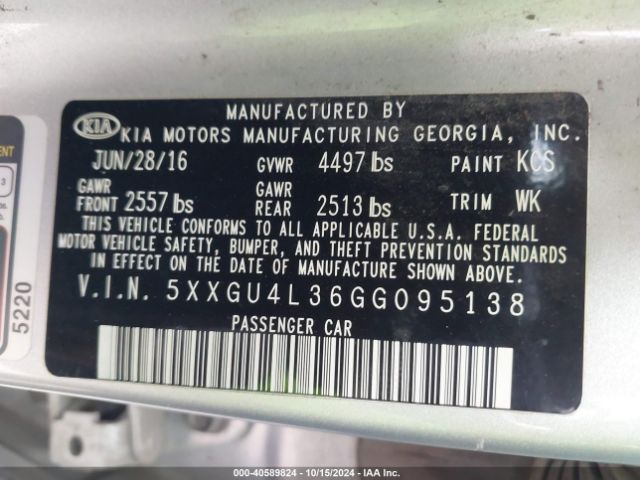 MANUFACTURED BY
KIA KIA MOTORS MANUFACTURING GEORGIA, INC.
JUN/28/16 GVWR 4497 lbs PAINT KCS
GAWR FRONT 2557 lbs GAWR REAR 2513 lbs TRIM WK
THIS VEHICLE CONFORMS TO ALL APPLICABLE U.S.A. FEDERAL
MOTOR VEHICLE SAFETY, BUMPER, AND THEFT PREVENTION STANDARDS
IN EFFECT ON THE DATE OF MANUFACTURE SHOWN ABOVE.
V.I.N. 5XXGU4L36GG095138
PASSENGER CAR
3
5220
000-40589824 | 10/15/2024 - IAA Inc.